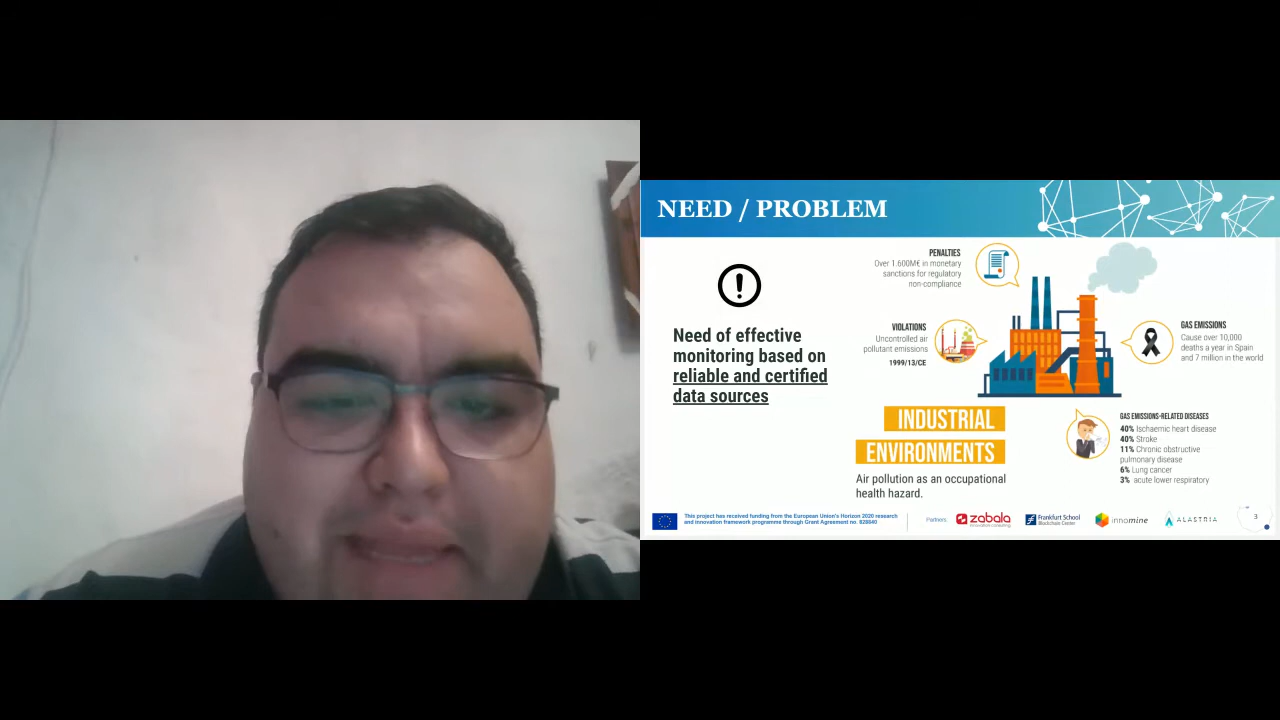 NEED / PROBLEM
Need of effective
monitoring based on
reliable and certified
data sources
PENALTIES
Over 1.600M€ in monetary
sanctions for regulatory
non-compliance
VIOLATIONS
Uncontrolled air
pollutant emissions
1999/13/CE
GAS EMISSIONS
Cause over 10,000
deaths a year in Spain
and 7 million in the world
INDUSTRIAL
ENVIRONMENTS
Air pollution as an occupational
health hazard.
GAS EMISSIONS-RELATED DISEASES
40% Ischaemic heart disease
40% Stroke
11% Chronic obstructive
pulmonary disease
6% Lung cancer
3% acute lower respiratory
This project has received funding from the European Union's Horizon 2020 research
and innovation framework programme through Grant Agreement no. 828840
Partners
zabala
innovation consulting
Frankfurt School
Blockchain Center
innomine
ALASTRIA
3